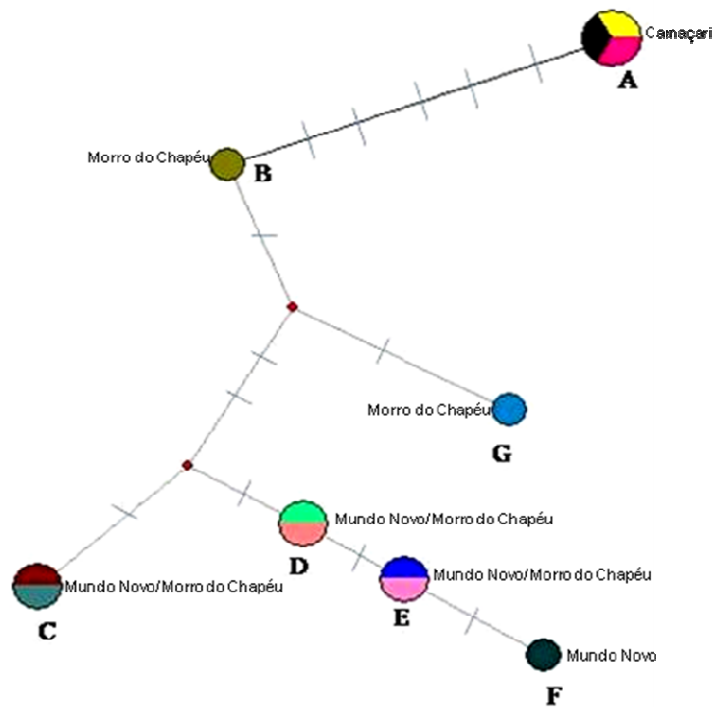 Camaçari
A
Morro do Chapéu
B
Morro do Chapéu
G
Mundo Novo/Morro do Chapéu
D
Mundo Novo/Morro do Chapéu
E
Mundo Novo/Morro do Chapéu
C
Mundo Novo
F